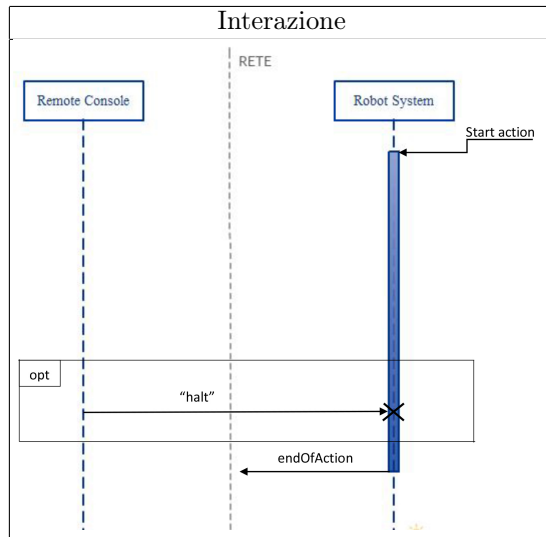 Interazione
RETE
Remote Console
Robot System
Start action
opt
“halt”
endOfAction